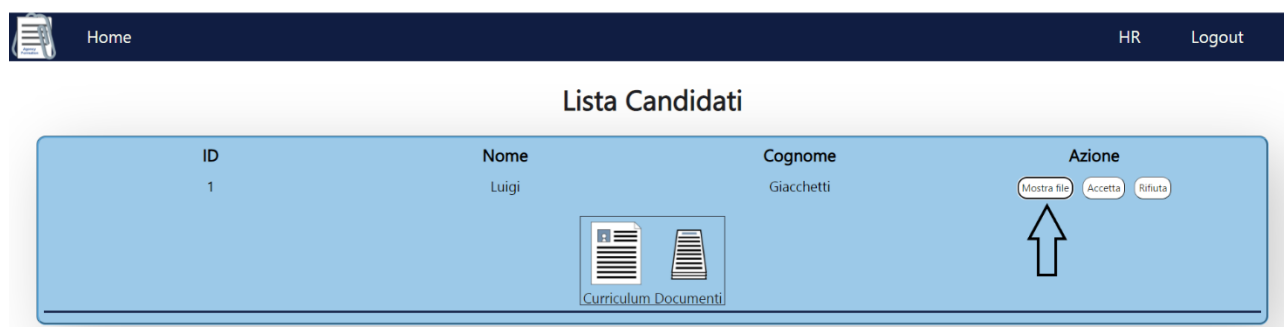 Home HR Logout
Lista Candidati
ID Nome Cognome Azione
1 Luigi Giacchetti Mostra file Accetta Rifiuta
Curriculum Documenti